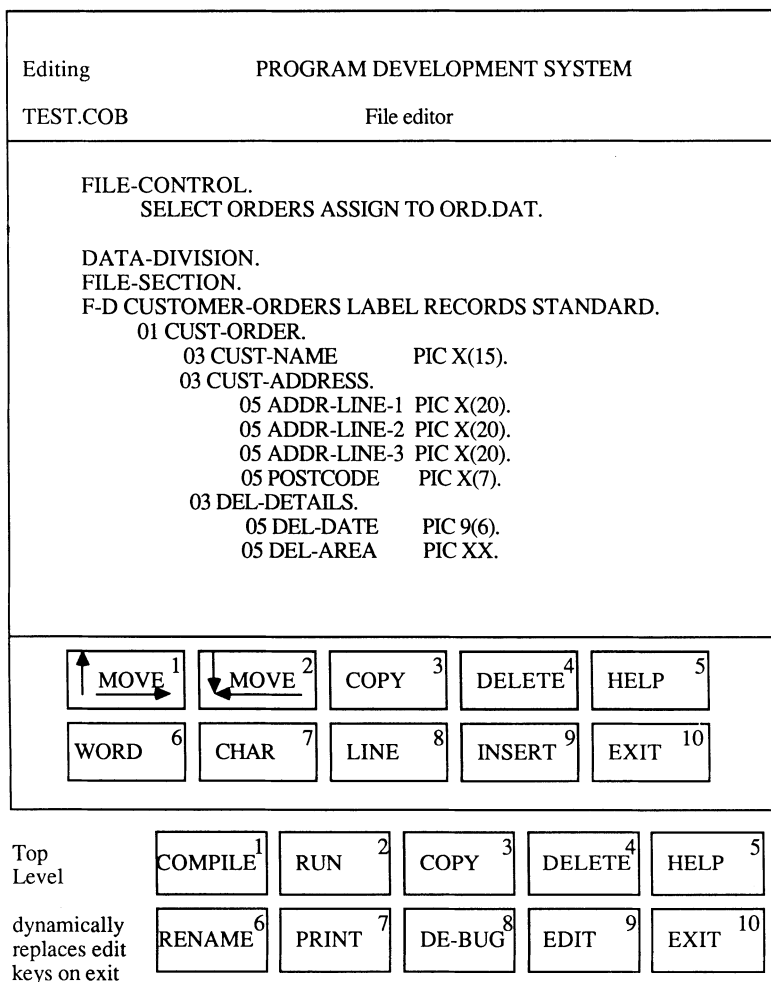 Editing PROGRAM DEVELOPMENT SYSTEM
TEST.COB File editor
FILE-CONTROL.
SELECT ORDERS ASSIGN TO ORD.DAT.
DATA-DIVISION.
FILE-SECTION.
F-D CUSTOMER-ORDERS LABEL RECORDS STANDARD.
01 CUST-ORDER.
03 CUST-NAME PIC X(15).
03 CUST-ADDRESS.
05 ADDR-LINE-1 PIC X(20).
05 ADDR-LINE-2 PIC X(20).
05 ADDR-LINE-3 PIC X(20).
05 POSTCODE PIC X(7).
03 DEL-DETAILS.
05 DEL-DATE PIC 9(6).
05 DEL-AREA PIC XX.
MOVE 1 MOVE 2 COPY 3 DELETE 4 HELP 5
WORD 6 CHAR 7 LINE 8 INSERT 9 EXIT 10
Top
Level
COMPILE 1 RUN 2 COPY 3 DELETE 4 HELP 5
dynamically
replaces edit
keys on exit
RENAME 6 PRINT 7 DE-BUG 8 EDIT 9 EXIT 10